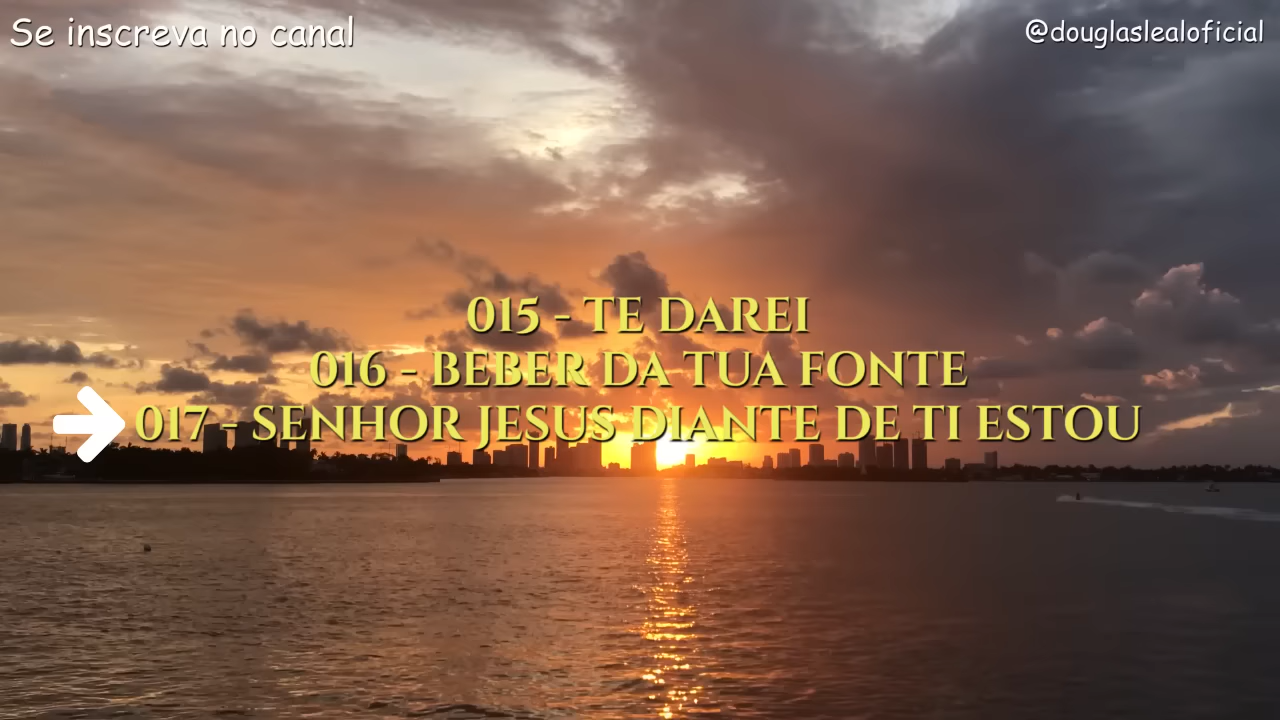 Se inscreva no canal
@douglaslealoficial
015 - TE DAREI
016 - BEBER DA TUA FONTE
017 - SENHOR JESUS DIANTE DE TI ESTOU